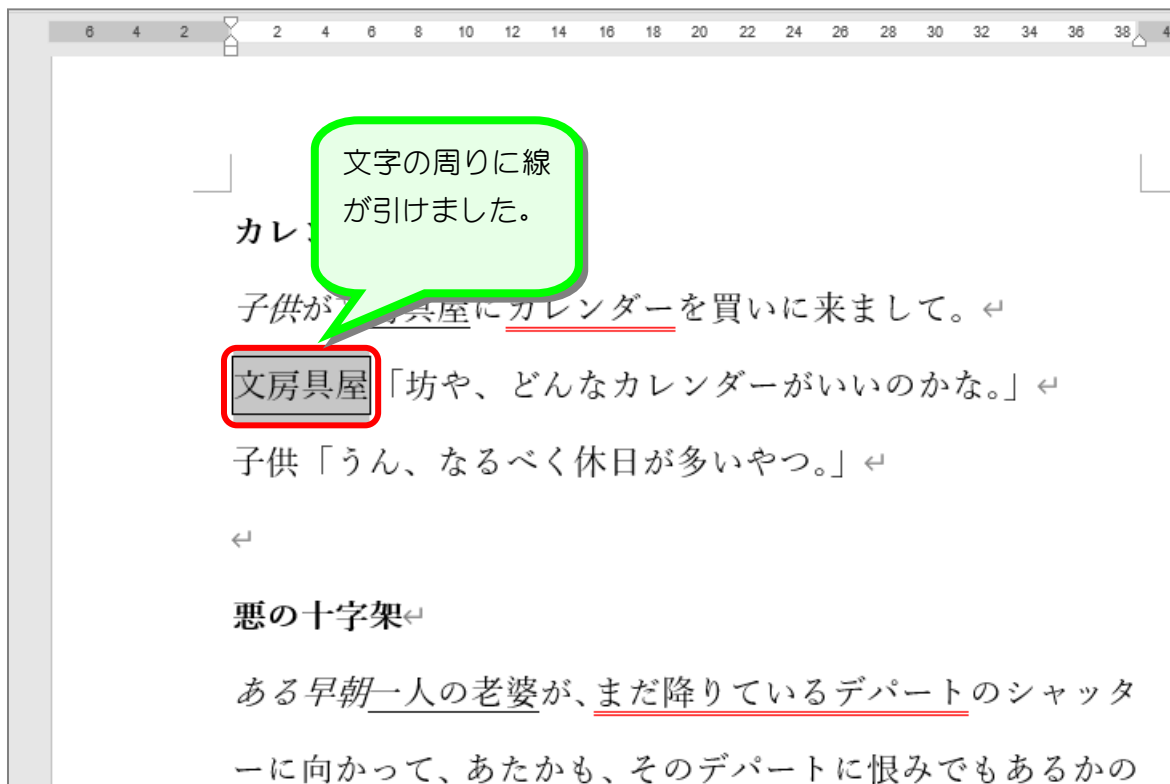 6 4 2 2 4 6 8 10 12 14 16 18 20 22 24 26 28 30 32 34 36 38 4
文字の周りに線
が引けました。
カレン
子供が 房具屋にカレンダーを買いに来まして。↵
文房具屋「坊や、どんなカレンダーがいいのかな。」↵
子供「うん、なるべく休日が多いやつ。」↵
↵
悪の十字架↵
ある早朝一人の老婆が、まだ降りているデパートのシャッタ
ーに向かって、あたかも、そのデパートに恨みでもあるかの